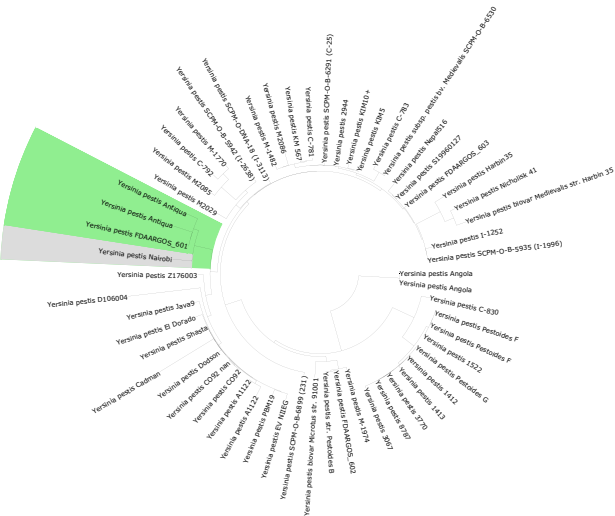 Yersinia pestis subsp. pestis bv. Medievalis SCPM-O-B-6530
Yersinia pestis C-783
Yersinia pestis KIM5
Yersinia pestis KIM10+
Yersinia pestis 2944
Yersinia pestis SCPM-O-B-6291 (C-25)
Yersinia pestis C-781
Yersinia pestis KM 567
Yersinia pestis M2086
Yersinia pestis M-1482
Yersinia pestis SCPM-O-DNA-18 (I-3113)
Yersinia pestis SCPM-O-B-5942 (I-2638)
Yersinia pestis M-1770
Yersinia pestis C-792
Yersinia pestis M2085
Yersinia pestis M2029
Yersinia pestis Antiqua
Yersinia pestis Antiqua
Yersinia pestis FDAARGOS_601
Yersinia pestis Nairobi
Yersinia pestis Z176003
Yersinia pestis D106004
Yersinia pestis Java9
Yersinia pestis El Dorado
Yersinia pestis Shasta
Yersinia pestis Cadman
Yersinia pestis Dodson
Yersinia pestis CO92_nan
Yersinia pestis CO92
Yersinia pestis A1122
Yersinia pestis A1122
Yersinia pestis PBM19
Yersinia pestis EV NIIEG
Yersinia pestis SCPM-O-B-6899 (231)
Yersinia pestis biovar Microtus str. 91001
Yersinia pestis str. Pestoides B
Yersinia pestis FDAARGOS_602
Yersinia pestis M-1974
Yersinia pestis 3067
Yersinia pestis 8787
Yersinia pestis 3770
Yersinia pestis 1413
Yersinia pestis 1412
Yersinia pestis Pestoides G
Yersinia pestis 1522
Yersinia pestis Pestoides F
Yersinia pestis Pestoides F
Yersinia pestis C-830
Yersinia pestis Angola
Yersinia pestis Angola
Yersinia pestis SCPM-O-B-5935 (I-1996)
Yersinia pestis I-1252
Yersinia pestis biovar Medievalis str. Harbin 35
Yersinia pestis Nicholisk 41
Yersinia pestis Harbin35
Yersinia pestis FDAARGOS_603
Yersinia pestis S19960127
Yersinia pestis Nepal516